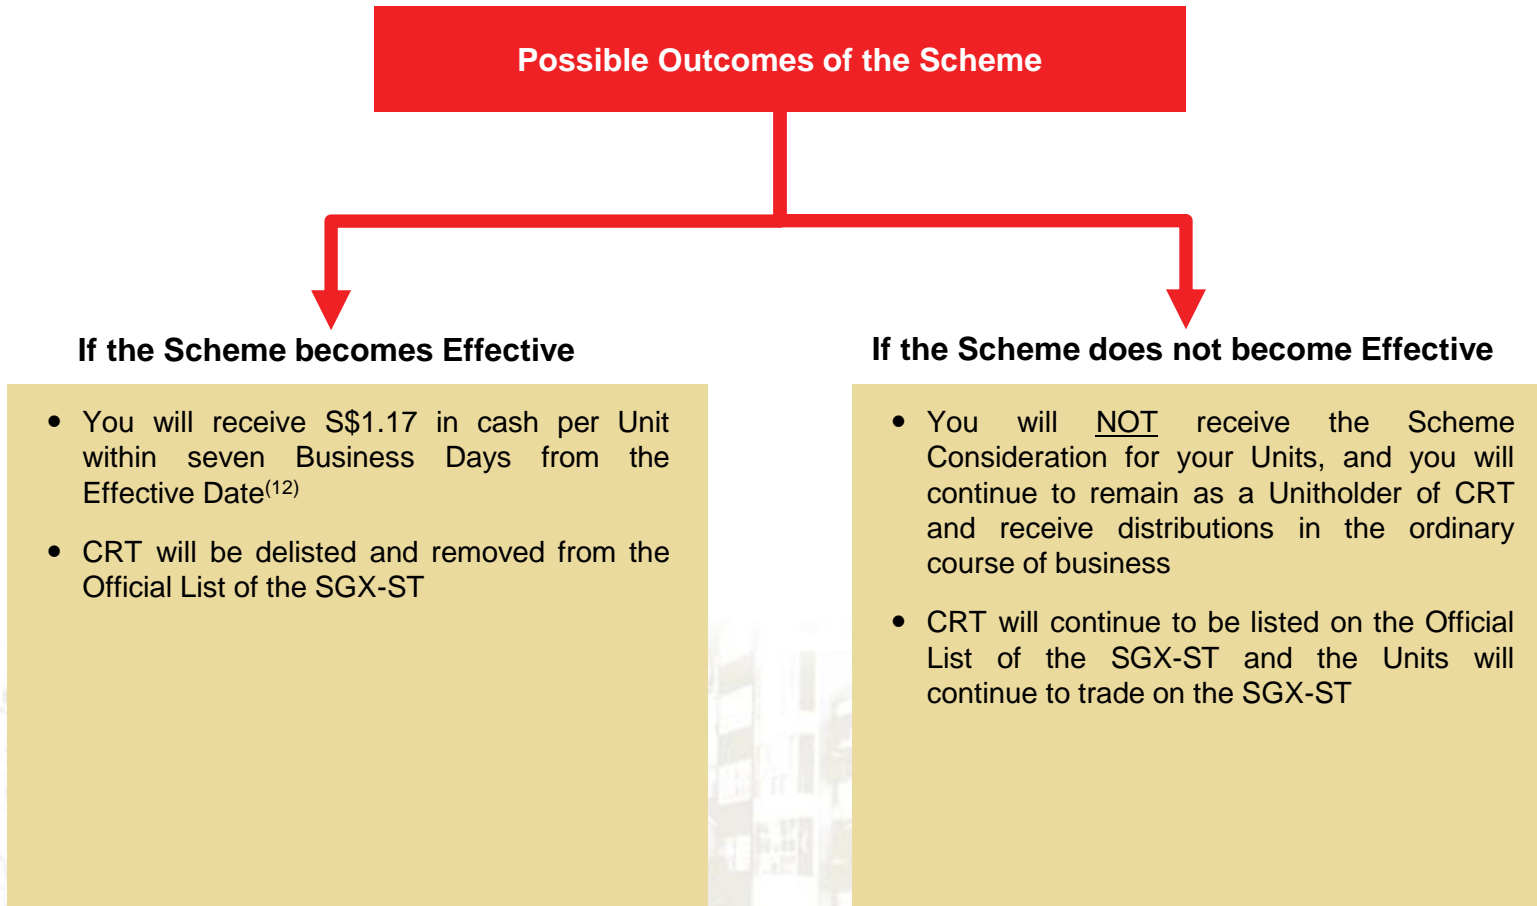 Possible Outcomes of the Scheme
If the Scheme becomes Effective
• You will receive S$1.17 in cash per Unit
within seven Business Days from the
Effective Date(12)
• CRT will be delisted and removed from the
Official List of the SGX-ST
If the Scheme does not become Effective
• You will NOT receive the Scheme
Consideration for your Units, and you will
continue to remain as a Unitholder of CRT
and receive distributions in the ordinary
course of business
• CRT will continue to be listed on the Official
List of the SGX-ST and the Units will
continue to trade on the SGX-ST